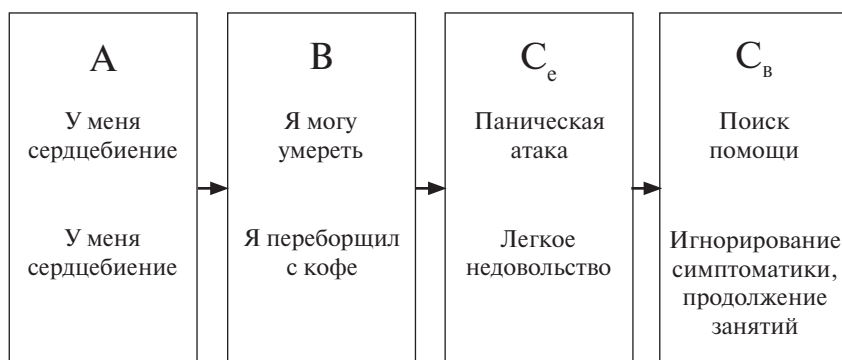 A
У меня
сердцебиение
У меня
сердцебиение
B
Я могу
умереть
Я переборщил
с кофе
Cе
Паническая
атака
Легкое
недовольство
Cв
Поиск
помощи
Игнорирование
симптоматики,
продолжение
занятий